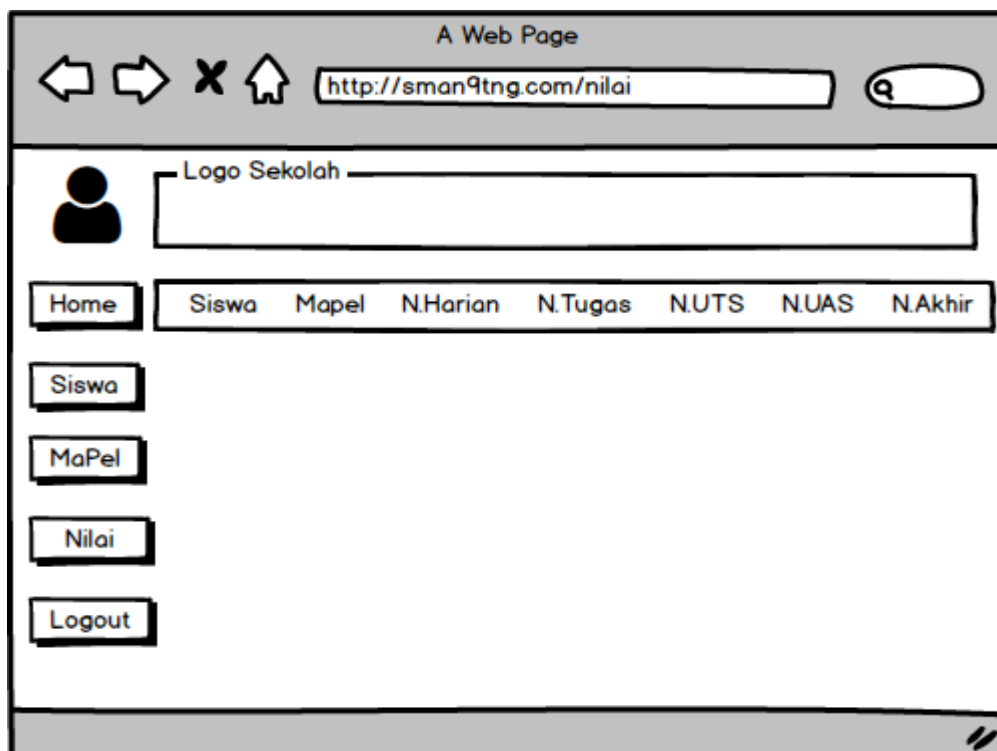 A Web Page
http://sman9tng.com/nilai
Logo Sekolah
Home
Siswa Mapel N.Harian N.Tugas N.UTS N.UAS N.Akhir
Siswa
MaPel
Nilai
Logout